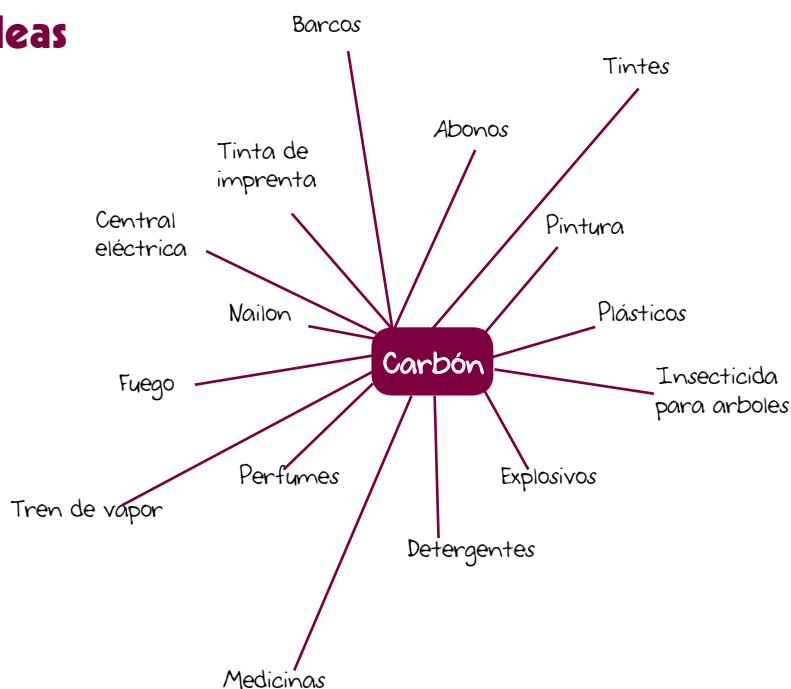 deas
Barcos
Tintes
Abonos
Tinta de
imprenta
Central
eléctrica
Pintura
Nailon
Plásticos
Carbón
Fuego
Insecticida
para arboles
Perfumes
Explosivos
Tren de vapor
Detergentes
Medicinas